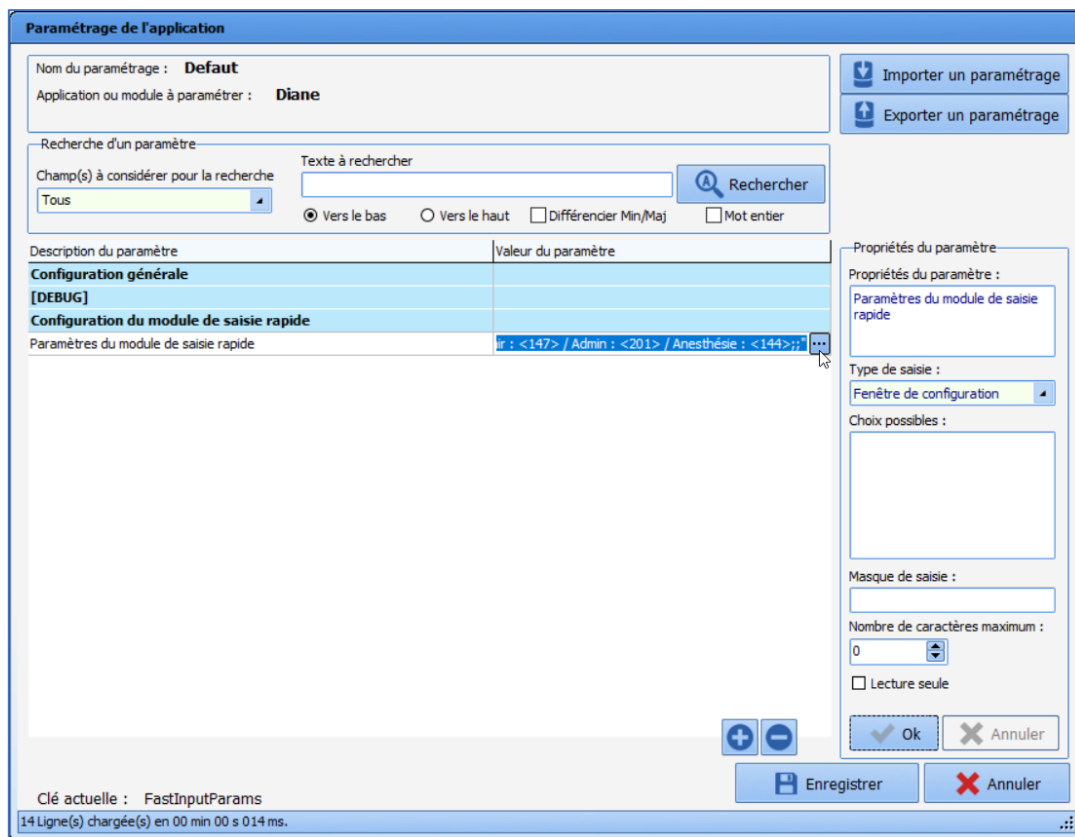 Paramétrage de l'application
Nom du paramétrage : Defaut
Application ou module à paramétrer : Diane
Importer un paramétrage
Exporter un paramétrage
Recherche d'un paramètre
Champ(s) à considérer pour la recherche
Tous
Texte à rechercher
Rechercher
Vers le bas
Vers le haut
Différencier Min/Maj
Mot entier
Description du paramètre
Valeur du paramètre
Configuration générale
[DEBUG]
Configuration du module de saisie rapide
Paramètres du module de saisie rapide
ir : <147> / Admin : <201> / Anesthésie : <144>;;"
...
Propriétés du paramètre
Propriétés du paramètre :
Paramètres du module de saisie
rapide
Type de saisie :
Fenêtre de configuration
Choix possibles :
Masque de saisie :
Nombre de caractères maximum :
0
Lecture seule
Ok
Annuler
Enregistrer
Annuler
Clé actuelle : FastInputParams
14 Ligne(s) chargée(s) en 00 min 00 s 014 ms.